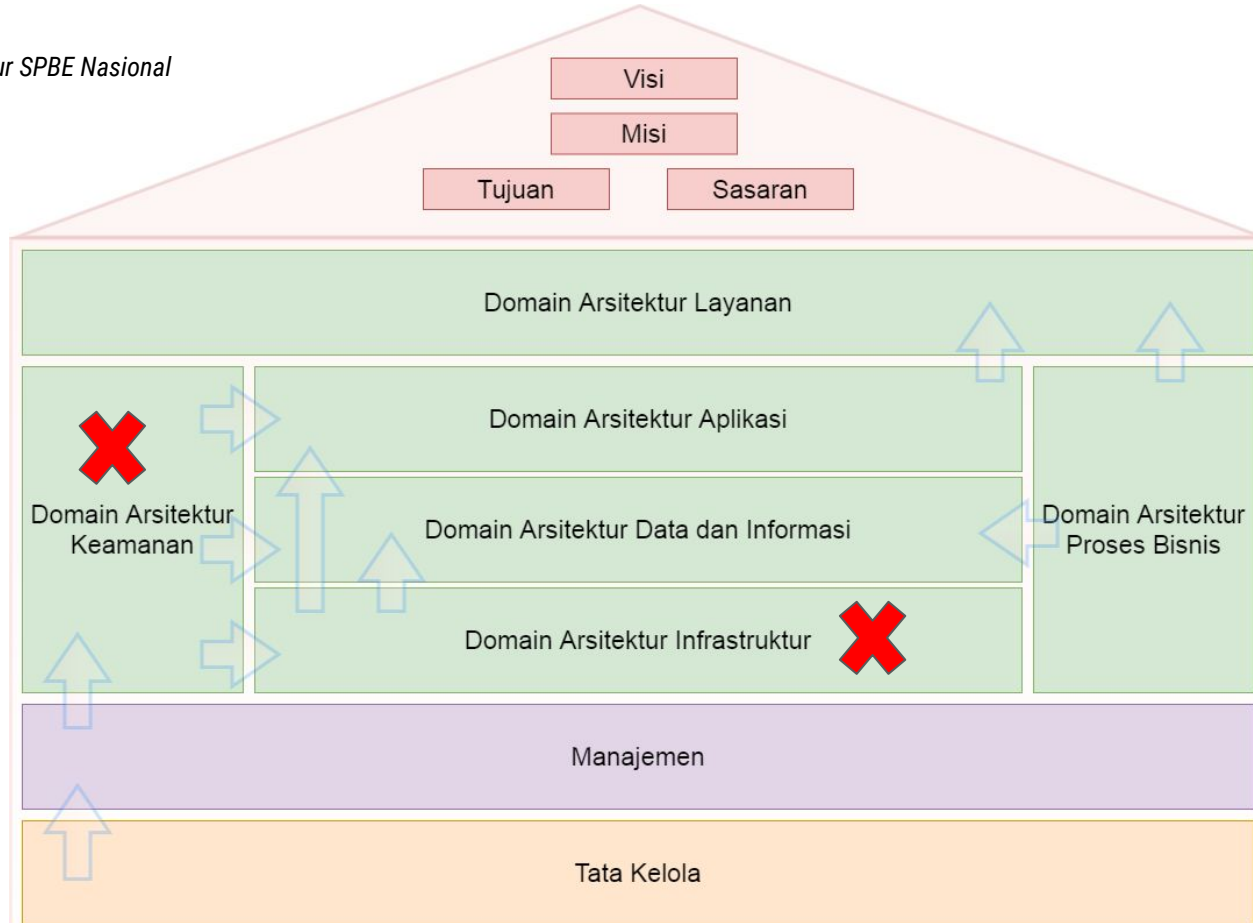 ur SPBE Nasional
Visi
Misi
Tujuan
Sasaran
Domain Arsitektur Layanan
Domain Arsitektur Aplikasi
Domain Arsitektur
Keamanan
Domain Arsitektur Data dan Informasi
Domain Arsitektur
Proses Bisnis
Domain Arsitektur Infrastruktur
Manajemen
Tata Kelola